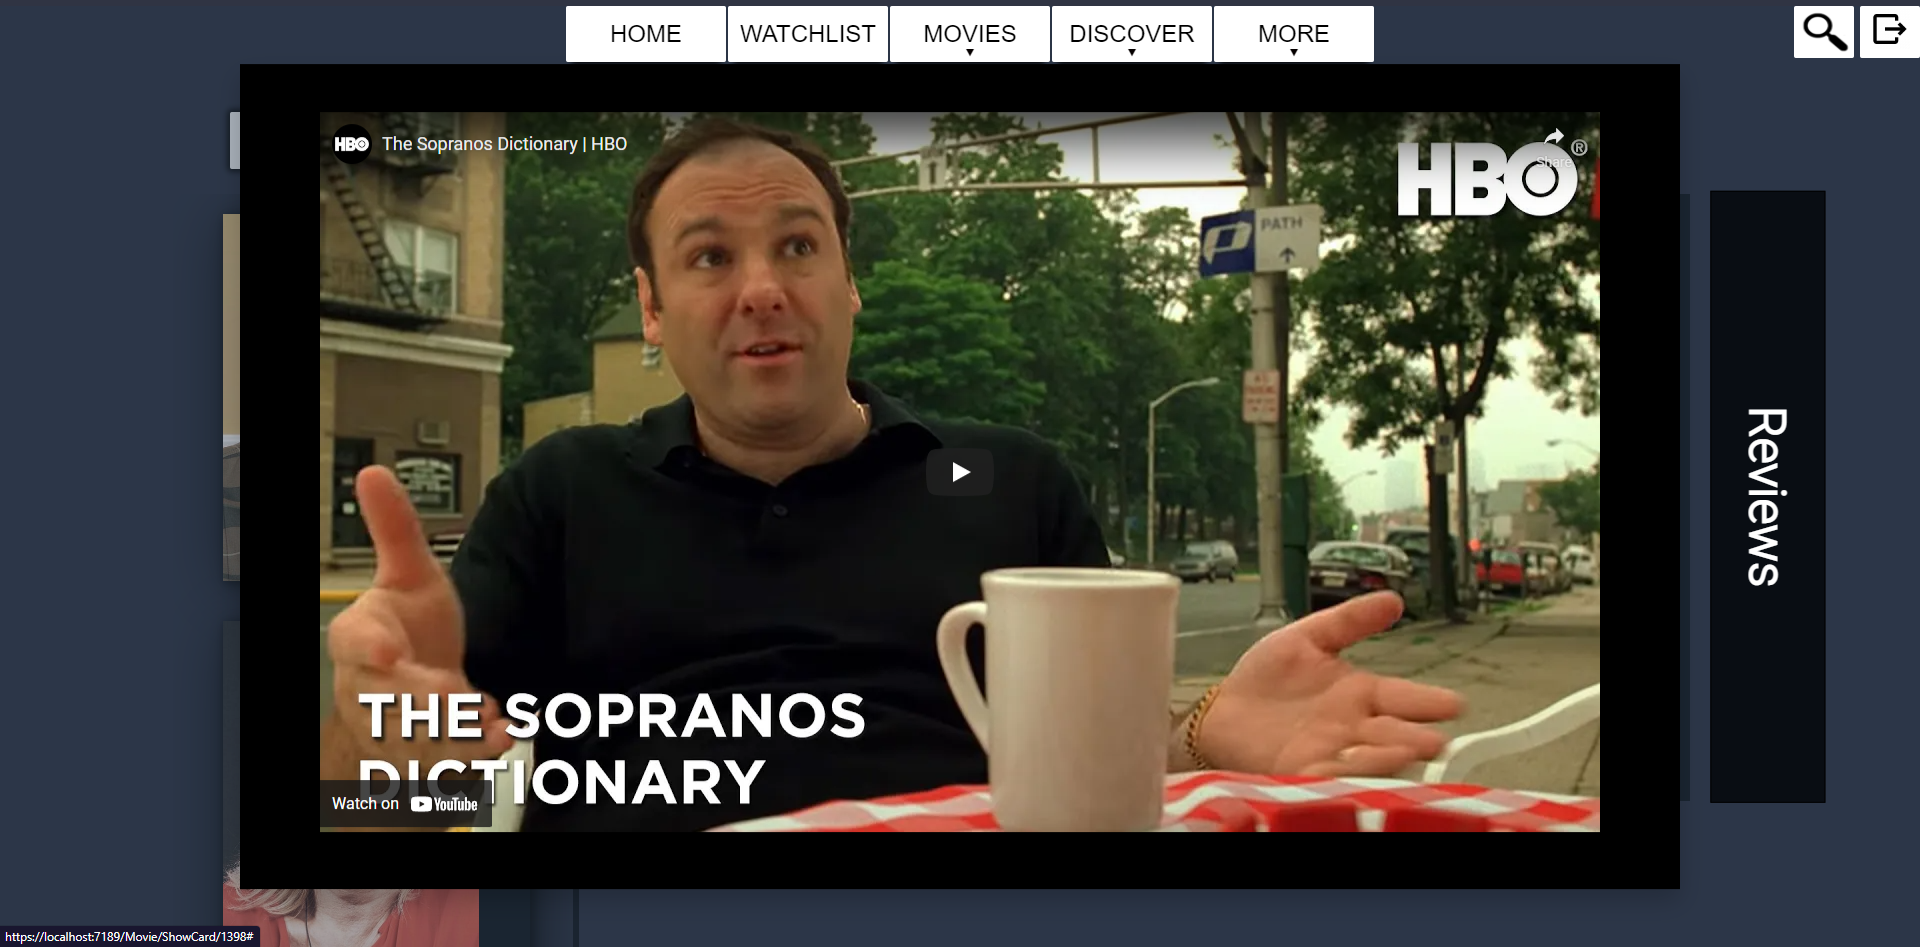 HOME
WATCHLIST
MOVIES
DISCOVER
MORE
HBO
The Sopranos Dictionary | HBO
Share
HBO®
PATH
THE SOPRANOS
DICTIONARY
Watch on YouTube
Reviews
https://localhost:7189/Movie/ShowCard/1398#